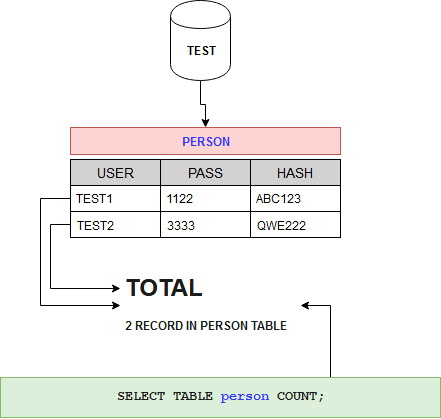 TEST
PERSON
USER PASS HASH
TEST1 1122 ABC123
TEST2 3333 QWE222
TOTAL
2 RECORD IN PERSON TABLE
SELECT TABLE person COUNT;